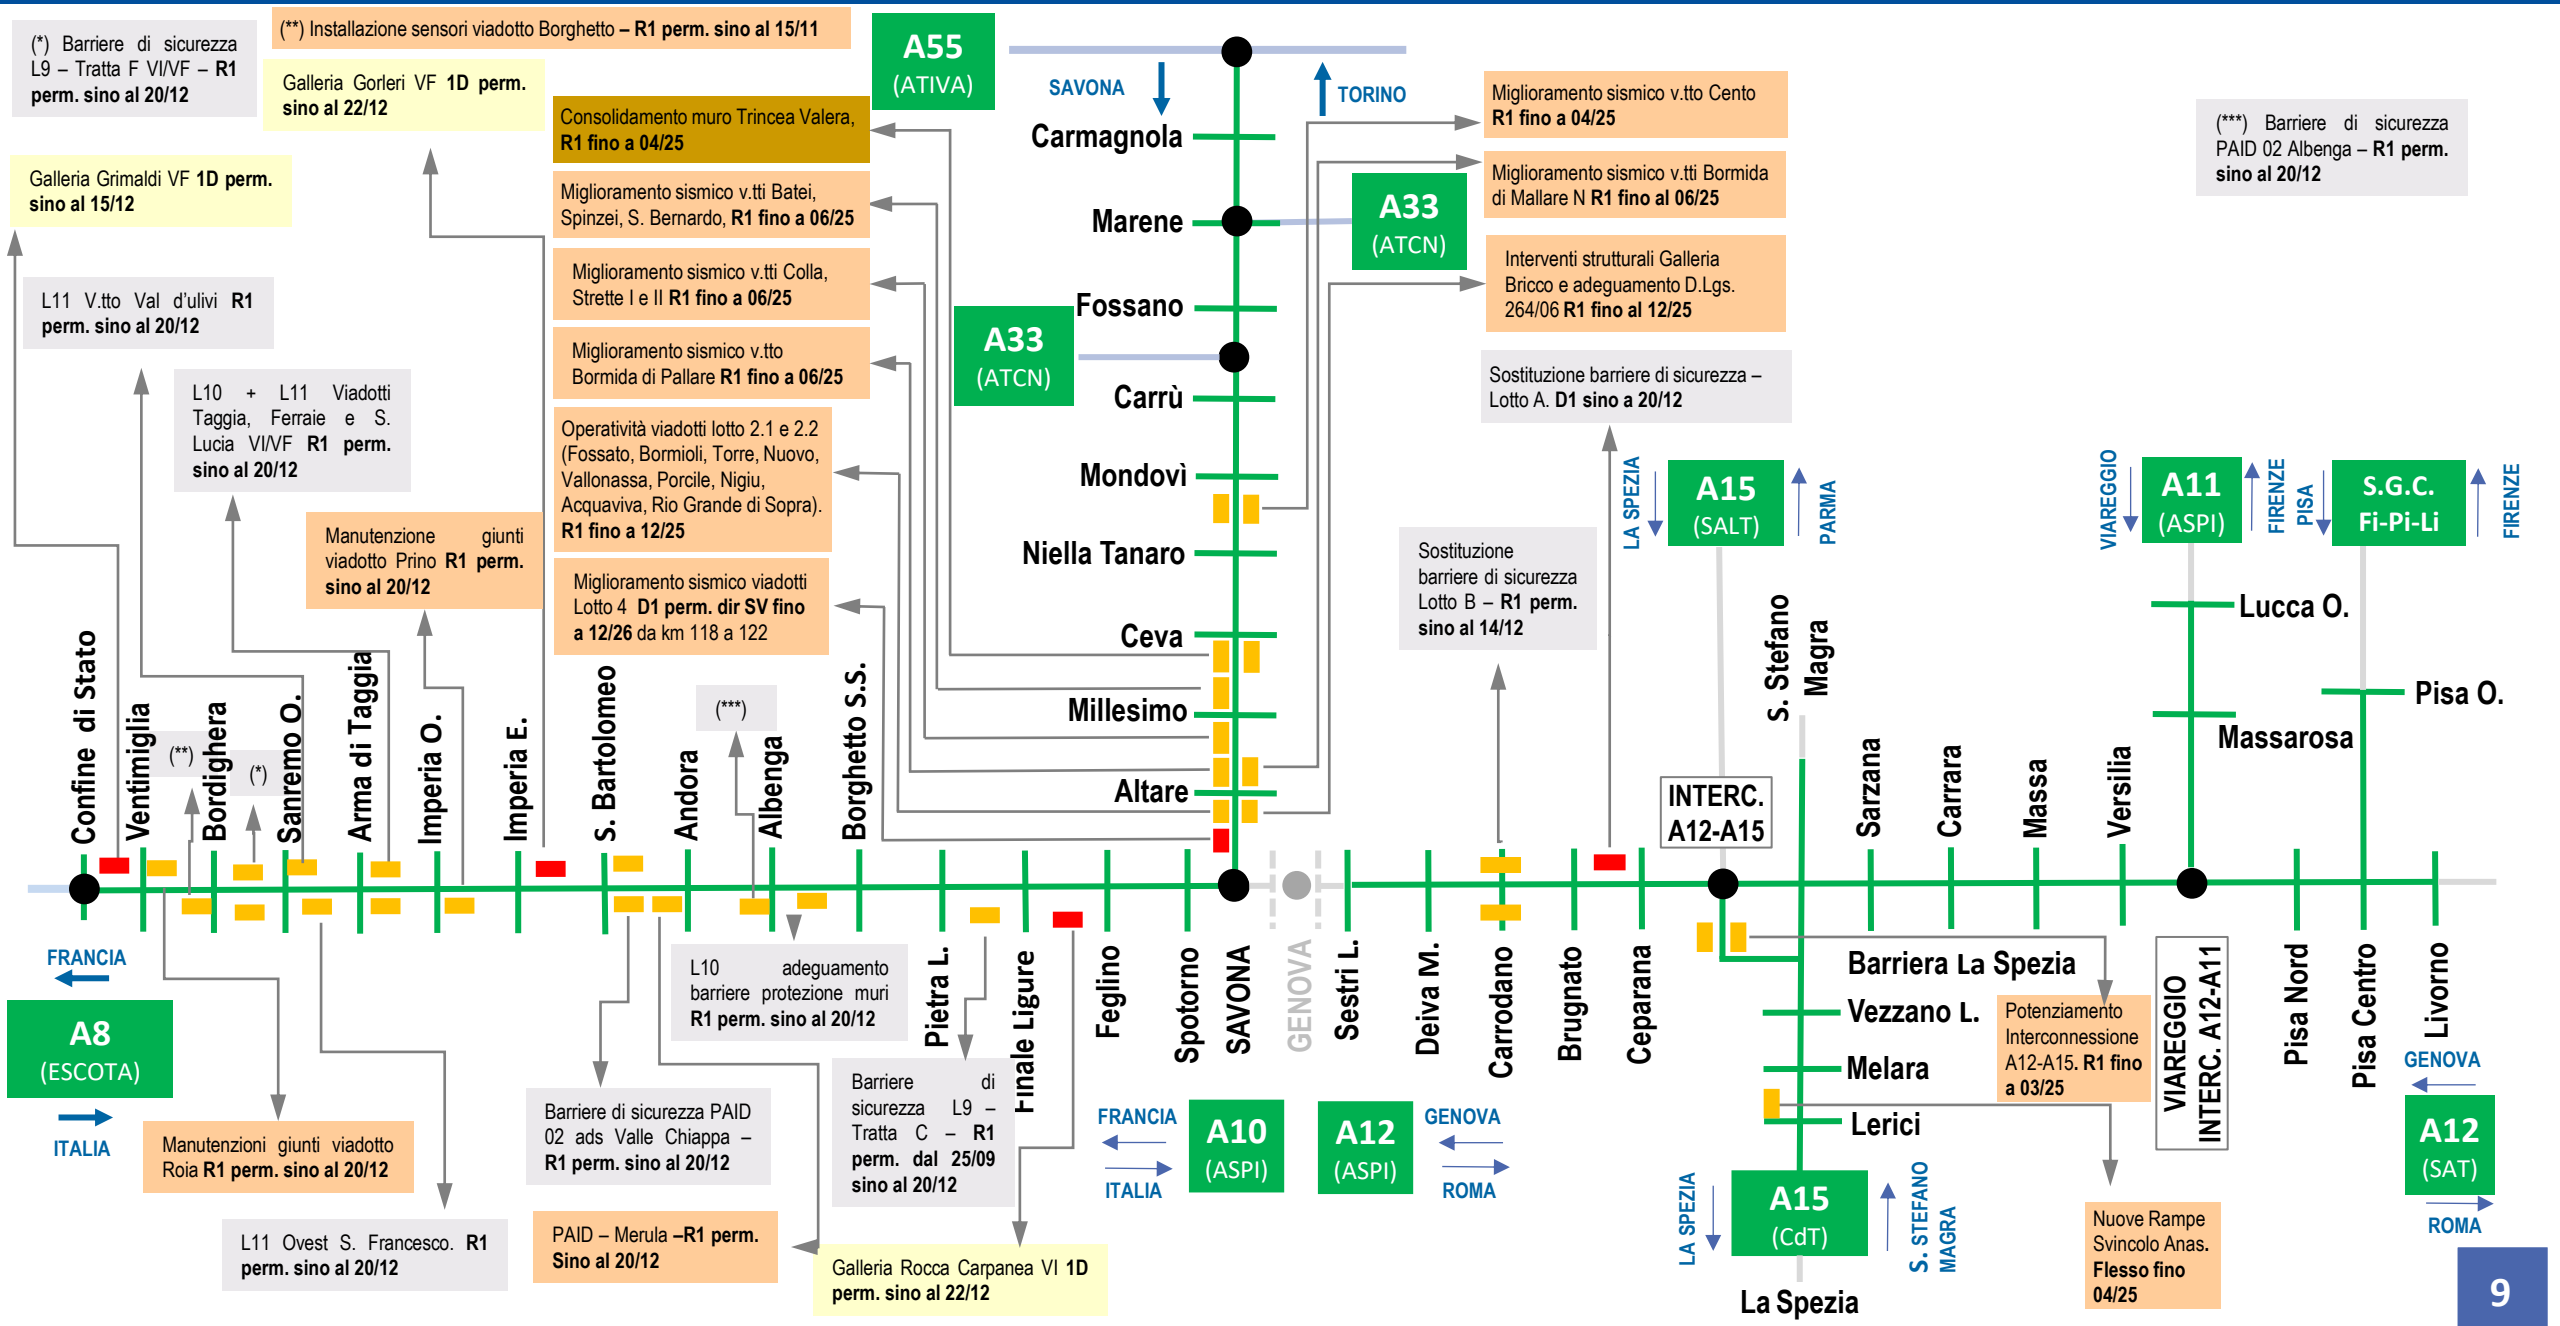 (*) Barriere di sicurezza
L9 – Tratta F VI/VF – R1
perm. sino al 20/12
(**) Installazione sensori viadotto Borghetto – R1 perm. sino al 15/11
Galleria Gorleri VF 1D perm.
sino al 22/12
Galleria Grimaldi VF 1D perm.
sino al 15/12
L11 V.tto Val d'ulivi R1
perm. sino al 20/12
L10 + L11 Viadotti
Taggia, Ferraie e S.
Lucia VI/VF R1 perm.
sino al 20/12
Manutenzione giunti
viadotto Prino R1 perm.
sino al 20/12
Consolidamento muro Trincea Valera,
R1 fino a 04/25
Miglioramento sismico v.tti Batei,
Spinzei, S. Bernardo, R1 fino a 06/25
Miglioramento sismico v.tti Colla,
Strette I e II R1 fino a 06/25
Miglioramento sismico v.tto
Bormida di Pallare R1 fino a 06/25
Operatività viadotti lotto 2.1 e 2.2
(Fossato, Bormioli, Torre, Nuovo,
Vallonassa, Porcile, Nigiu,
Acquaviva, Rio Grande di Sopra).
R1 fino a 12/25
Miglioramento sismico viadotti
Lotto 4 D1 perm. dir SV fino
a 12/26 da km 118 a 122
A55
(ATIVA)
SAVONA
TORINO
Carmagnola
Marene
A33
(ATCN)
Fossano
A33
(ATCN)
Carrù
Mondovì
Niella Tanaro
Ceva
Millesimo
Altare
Miglioramento sismico v.tto Cento
R1 fino a 04/25
Miglioramento sismico v.tti Bormida
di Mallare N R1 fino al 06/25
Interventi strutturali Galleria
Bricco e adeguamento D.Lgs.
264/06 R1 fino al 12/25
(***) Barriere di sicurezza
PAID 02 Albenga – R1 perm.
sino al 20/12
Sostituzione barriere di sicurezza –
Lotto A. D1 sino a 20/12
Sostituzione
barriere di sicurezza
Lotto B – R1 perm.
sino al 14/12
LA SPEZIA
A15
(SALT)
PARMA
VIAREGGIO
A11
(ASPI)
FIRENZE
PISA
S.G.C.
Fi-Pi-Li
FIRENZE
Lucca O.
Massarosa
Pisa O.
Confine di Stato
Ventimiglia
(**)
Bordighera
(*)
Sanremo O.
Arma di Taggia
Imperia O.
Imperia E.
S. Bartolomeo
Andora
(***)
Albenga
Borghetto S.S.
Pietra L.
Finale Ligure
Feglino
Spotorno
SAVONA
GENOVA
Sestri L.
Deiva M.
Carrodano
Brugnato
Ceparana
INTERC.
A12-A15
S. Stefano
Magra
Sarzana
Carrara
Massa
Versilia
VIAREGGIO
INTERC. A12-A11
Pisa Nord
Pisa Centro
Livorno
FRANCIA
A8
(ESCOTA)
ITALIA
Manutenzioni giunti viadotto
Roia R1 perm. sino al 20/12
L11 Ovest S. Francesco. R1
perm. sino al 20/12
L10 adeguamento
barriere protezione muri
R1 perm. sino al 20/12
Barriere di sicurezza PAID
02 ads Valle Chiappa –
R1 perm. sino al 20/12
PAID – Merula –R1 perm.
Sino al 20/12
Barriere di
sicurezza L9 –
Tratta C – R1
perm. dal 25/09
sino al 20/12
Galleria Rocca Carpanea VI 1D
perm. sino al 22/12
FRANCIA
ITALIA
A10
(ASPI)
A12
(ASPI)
GENOVA
ROMA
Barriera La Spezia
Vezzano L.
Melara
Lerici
LA SPEZIA
A15
(CdT)
S. STEFANO
MAGRA
La Spezia
Potenziamento
Interconnessione
A12-A15. R1 fino
a 03/25
Nuove Rampe
Svincolo Anas.
Flesso fino
04/25
GENOVA
A12
(SAT)
ROMA
9